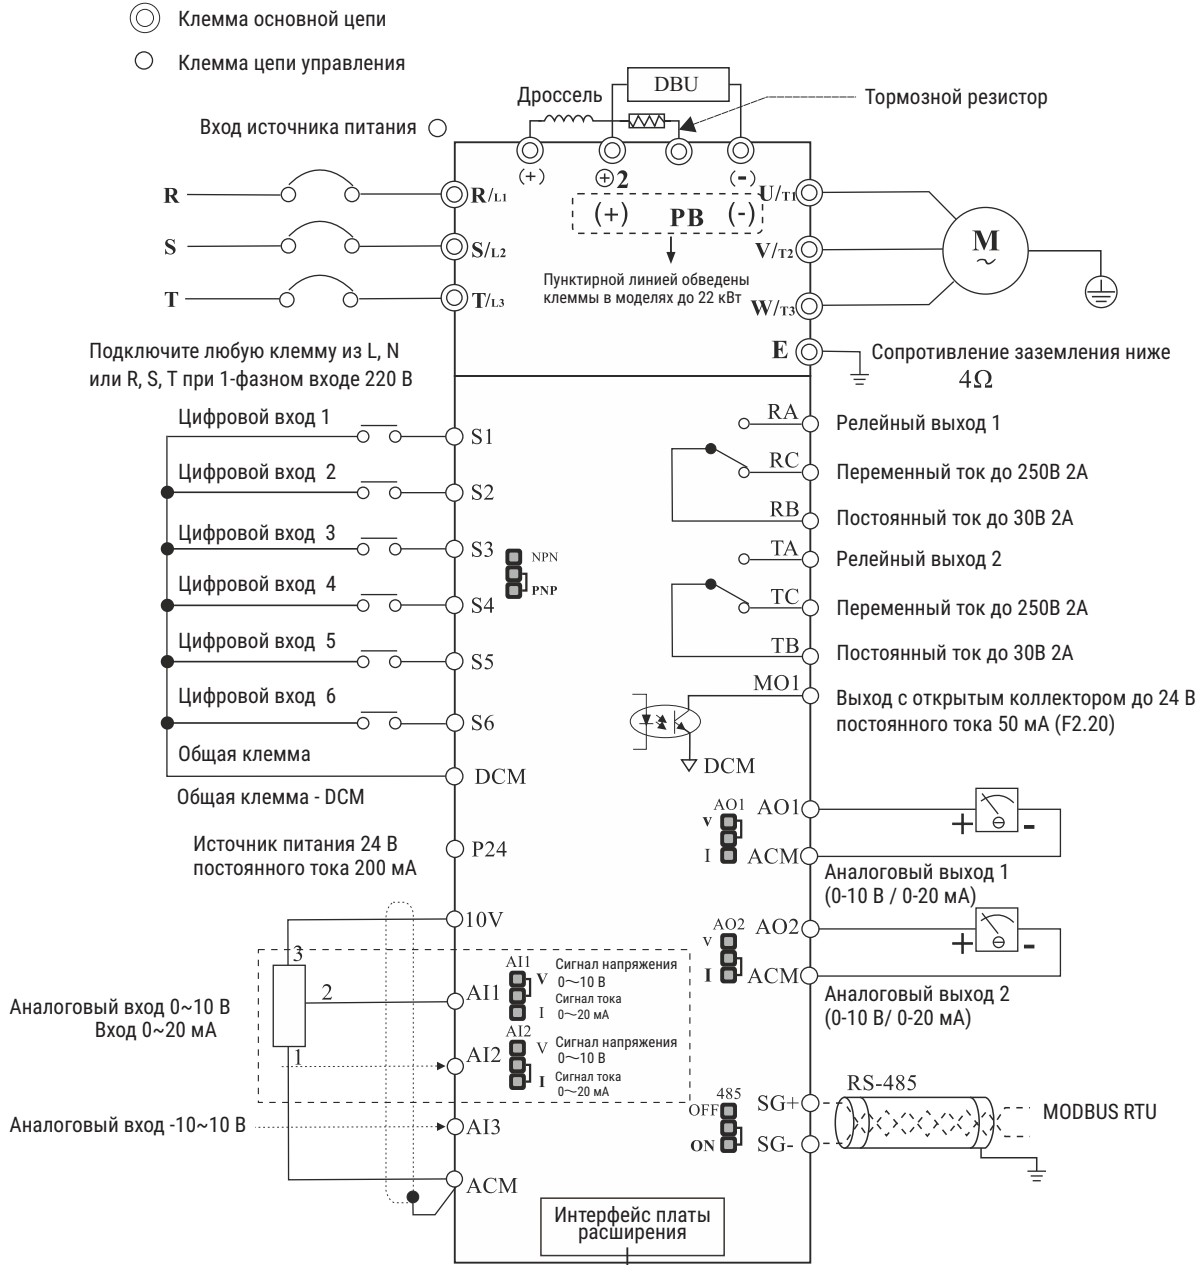 Клемма основной цепи
Клемма цепи управления
DBU
Дроссель
Тормозной резистор
Вход источника питания
(+)
+2
(-)
R
R/L1
U/T1
(+) PB (-)
M
~
S
S/L2
V/T2
Пунктирной линией обведены
клеммы в моделях до 22 кВт
T
T/L3
W/T3
E
Сопротивление заземления ниже
4Ω
Подключите любую клемму из L, N
или R, S, T при 1-фазном входе 220 В
Цифровой вход 1
S1
RA
Релейный выход 1
Цифровой вход 2
S2
RC
Переменный ток до 250В 2А
RB
Постоянный ток до 30В 2А
Цифровой вход 3
S3
NPN
PNP
TA
Релейный выход 2
Цифровой вход 4
S4
TC
Переменный ток до 250В 2А
Цифровой вход 5
S5
TB
Постоянный ток до 30В 2А
Цифровой вход 6
S6
MO1
Выход с открытым коллектором до 24 В
постоянного тока 50 мА (F2.20)
DCM
Общая клемма
DCM
Общая клемма - DCM
AO1
V
I
AO1
+ -
ACM
Аналоговый выход 1
(0-10 В / 0-20 мА)
Источник питания 24 В
постоянного тока 200 мА
P24
10V
AO2
V
I
AO2
+ -
ACM
Аналоговый выход 2
(0-10 В/ 0-20 мА)
3
2
1
Аналоговый вход 0~10 В
Вход 0~20 мА
AI1
AI1
V
I
Сигнал напряжения
0～10 В
Сигнал тока
0～20 мА
AI2
AI2
V
I
Сигнал напряжения
0～10 В
Сигнал тока
0～20 мА
Аналоговый вход -10~10 В
AI3
485
OFF
ON
SG+
SG-
RS-485
MODBUS RTU
ACM
Интерфейс платы
расширения